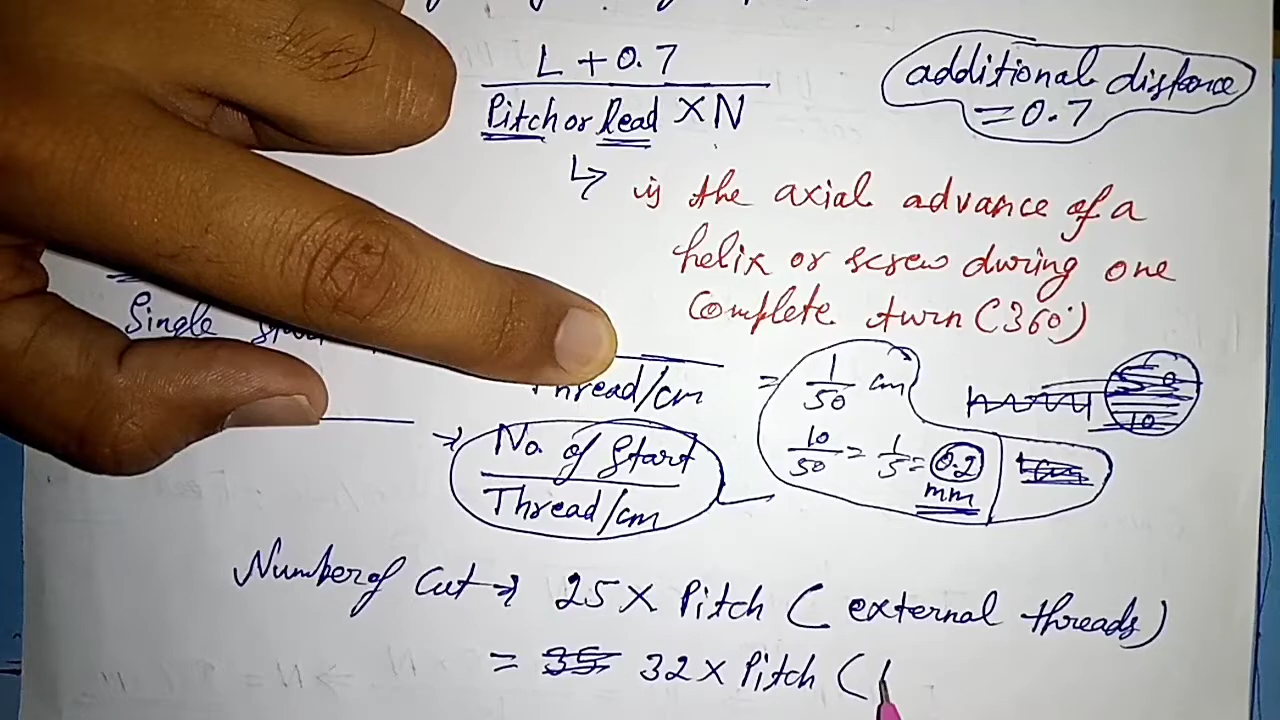 L + 0.7
Pitch or lead × N
additional distance
= 0.7
↳ is the axial advance of a
helix or screw during one
Complete turn (360°)
Single
Thread/cm
= 1/50 cm
10/50 = 1/5 = 0.2
mm
0
10
→ No. of Start
Thread/cm
Number of Cut → 25 × Pitch ( external threads)
= 32 × Pitch (